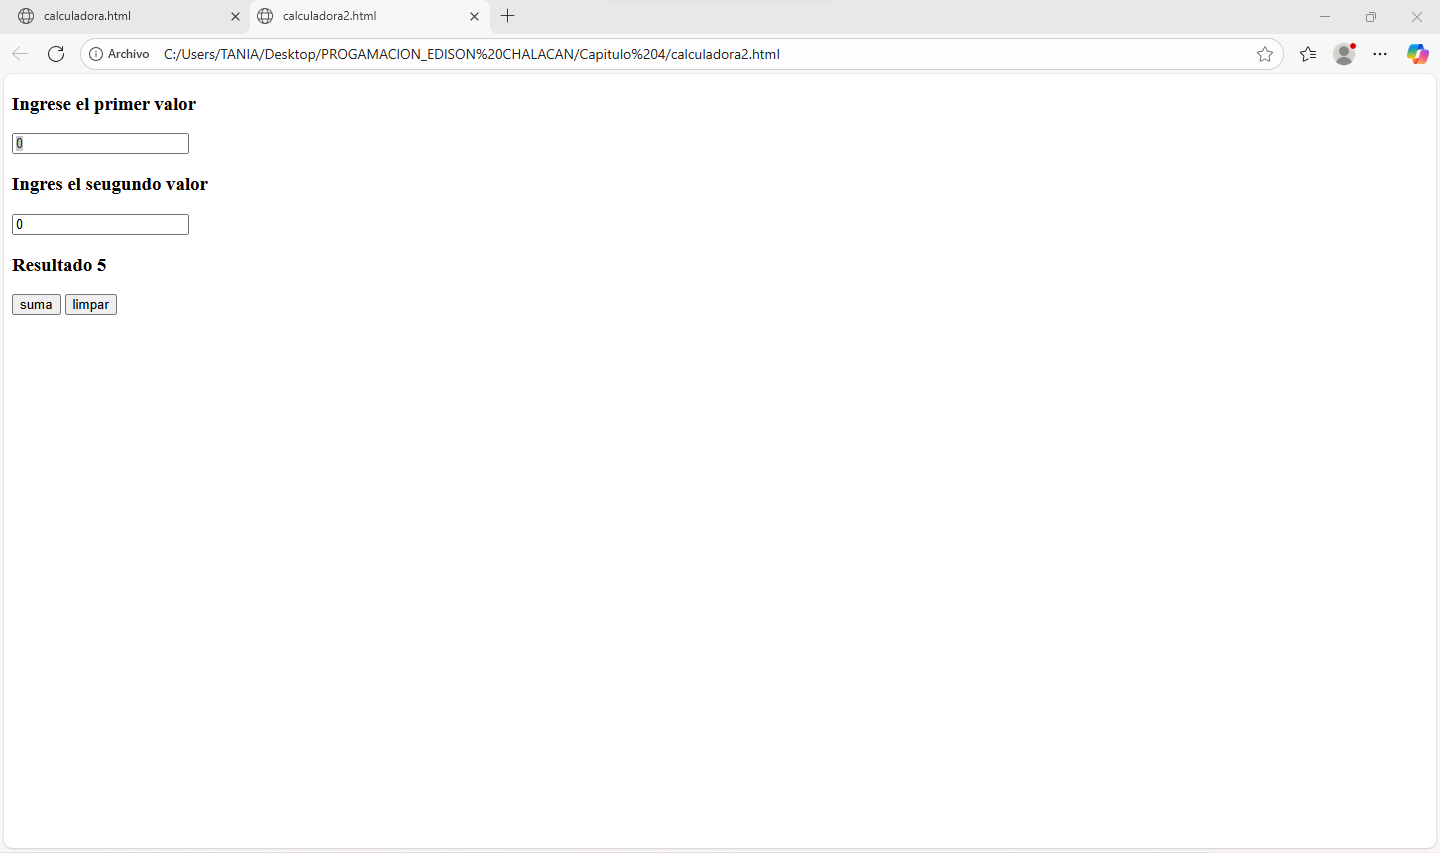 calculadora.html
calculadora2.html
Archivo C:/Users/TANIA/Desktop/PROGAMACION_EDISON%20CHALACAN/Capitulo%204/calculadora2.html
Ingrese el primer valor
0
Ingres el seugundo valor
0
Resultado 5
suma limpar